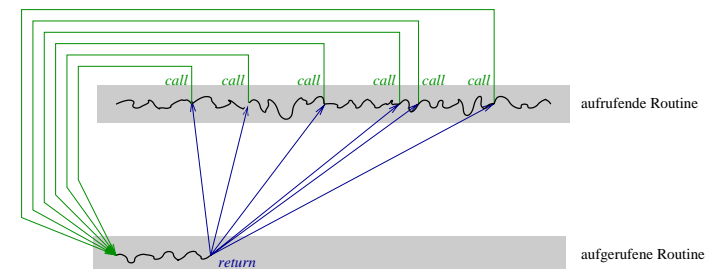 call call call call call call
aufrufende Routine
aufgerufene Routine
return